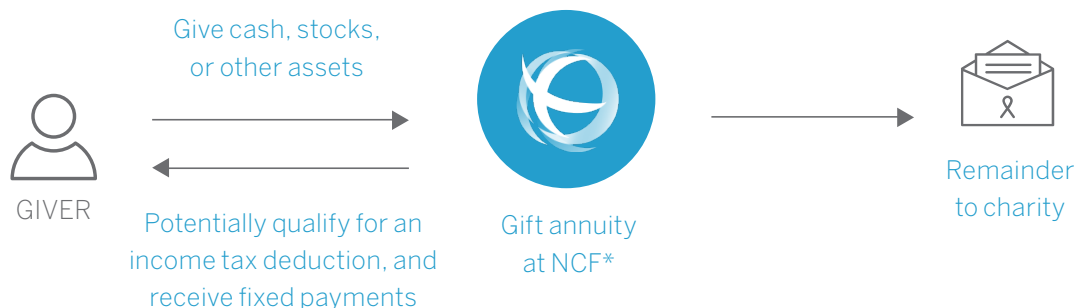 Give cash, stocks,
or other assets
GIVER
Potentially qualify for an
income tax deduction, and
receive fixed payments
Gift annuity
at NCF*
Remainder
to charity